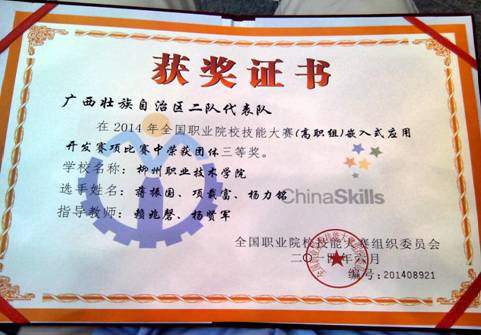 获奖证书
广西壮族自治区二队代表队
在2014年全国职业院校技能大赛(高职组)嵌入式应用
开发赛项比赛中荣获团体三等奖。
学校名称：柳州职业技术学院
选手姓名：蒋振国、项载富、杨力铭
指导教师：赖兆磬、杨贤军
ChinaSkills
全国职业院校技能大赛组织委员会
二〇一四年六月
编号:201408921